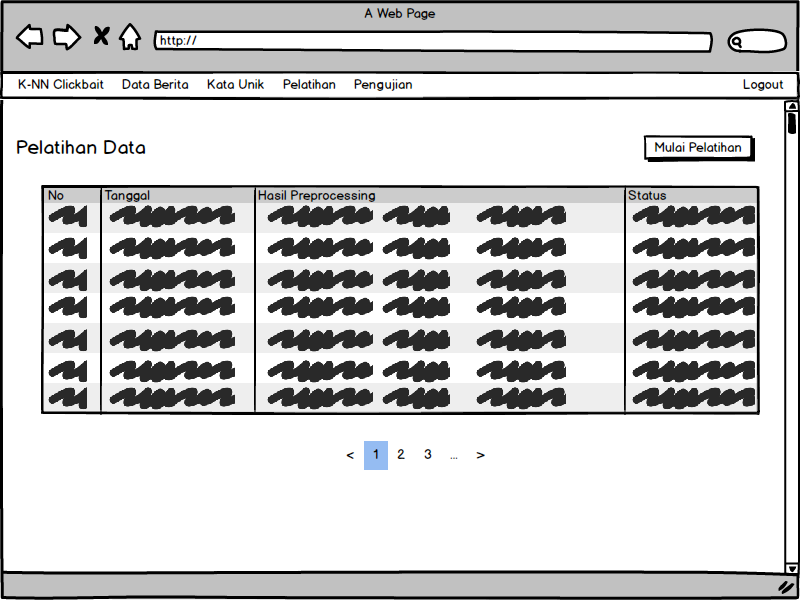 A Web Page
http://
K-NN Clickbait Data Berita Kata Unik Pelatihan Pengujian Logout
Pelatihan Data Mulai Pelatihan
No Tanggal Hasil Preprocessing Status
< 1 2 3 ... >